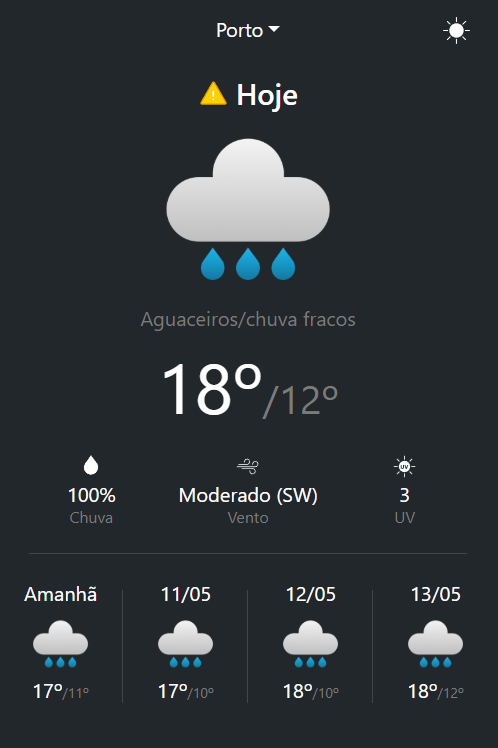 Porto
Hoje
Aguaceiros/chuva fracos
18º/12º
100% Moderado (SW) 3
Chuva Vento UV
Amanhã 11/05 12/05 13/05
17º/11º 17º/10º 18º/10º 18º/12º